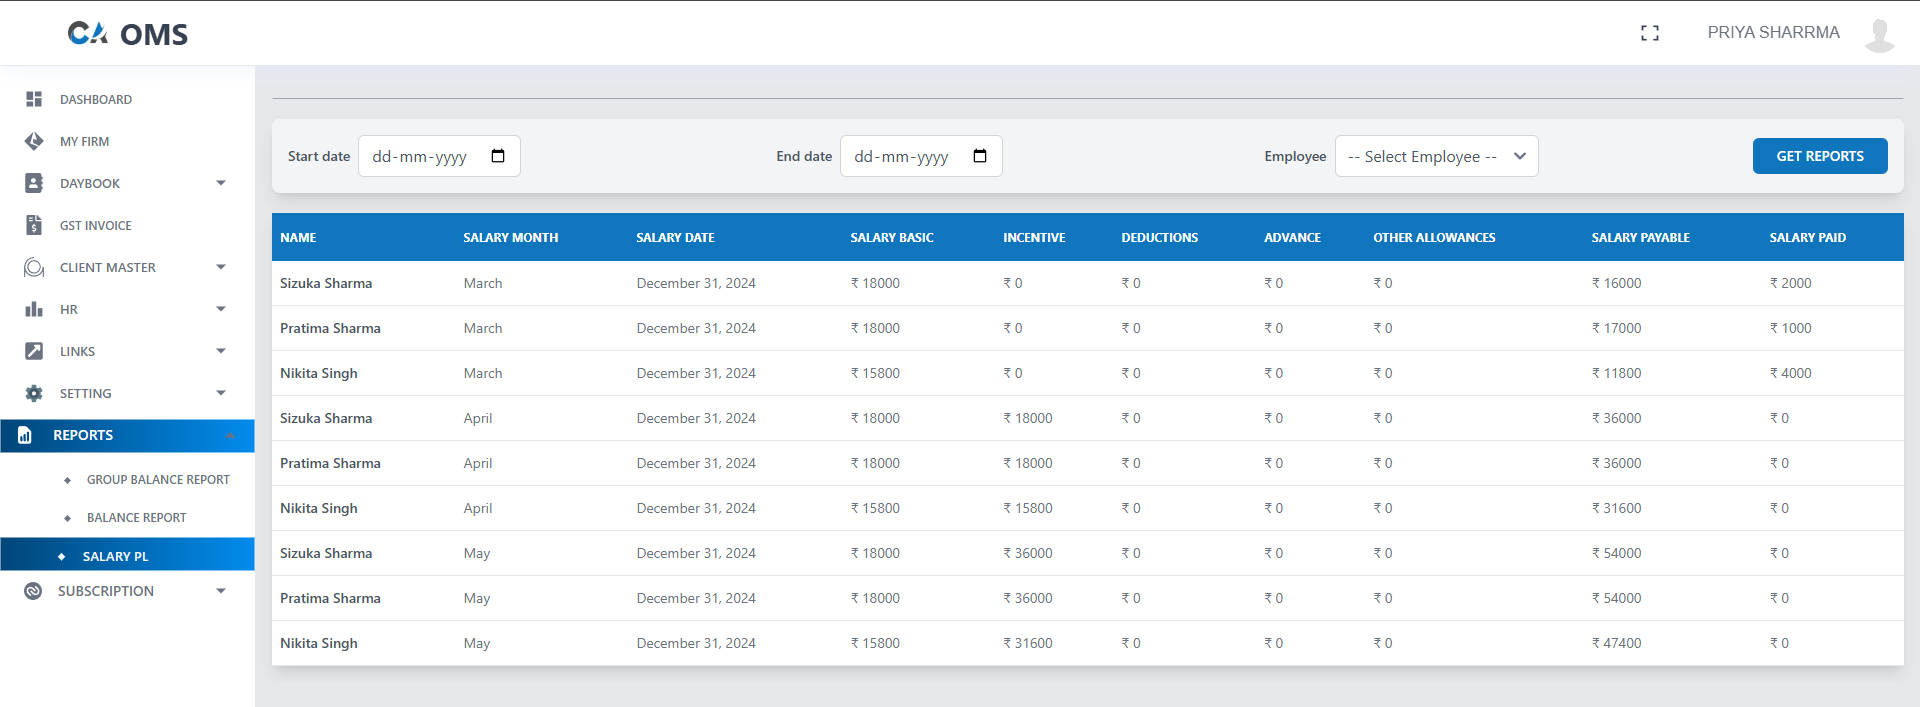 CA OMS
PRIYA SHARRMA
DASHBOARD
MY FIRM
DAYBOOK
GST INVOICE
CLIENT MASTER
HR
LINKS
SETTING
REPORTS
GROUP BALANCE REPORT
BALANCE REPORT
SALARY PL
SUBSCRIPTION
Start date dd-mm-yyyy End date dd-mm-yyyy Employee -- Select Employee -- GET REPORTS
NAME SALARY MONTH SALARY DATE SALARY BASIC INCENTIVE DEDUCTIONS ADVANCE OTHER ALLOWANCES SALARY PAYABLE SALARY PAID
Sizuka Sharma March December 31, 2024 ₹ 18000 ₹ 0 ₹ 0 ₹ 0 ₹ 0 ₹ 16000 ₹ 2000
Pratima Sharma March December 31, 2024 ₹ 18000 ₹ 0 ₹ 0 ₹ 0 ₹ 0 ₹ 17000 ₹ 1000
Nikita Singh March December 31, 2024 ₹ 15800 ₹ 0 ₹ 0 ₹ 0 ₹ 0 ₹ 11800 ₹ 4000
Sizuka Sharma April December 31, 2024 ₹ 18000 ₹ 18000 ₹ 0 ₹ 0 ₹ 0 ₹ 36000 ₹ 0
Pratima Sharma April December 31, 2024 ₹ 18000 ₹ 18000 ₹ 0 ₹ 0 ₹ 0 ₹ 36000 ₹ 0
Nikita Singh April December 31, 2024 ₹ 15800 ₹ 15800 ₹ 0 ₹ 0 ₹ 0 ₹ 31600 ₹ 0
Sizuka Sharma May December 31, 2024 ₹ 18000 ₹ 36000 ₹ 0 ₹ 0 ₹ 0 ₹ 54000 ₹ 0
Pratima Sharma May December 31, 2024 ₹ 18000 ₹ 36000 ₹ 0 ₹ 0 ₹ 0 ₹ 54000 ₹ 0
Nikita Singh May December 31, 2024 ₹ 15800 ₹ 31600 ₹ 0 ₹ 0 ₹ 0 ₹ 47400 ₹ 0